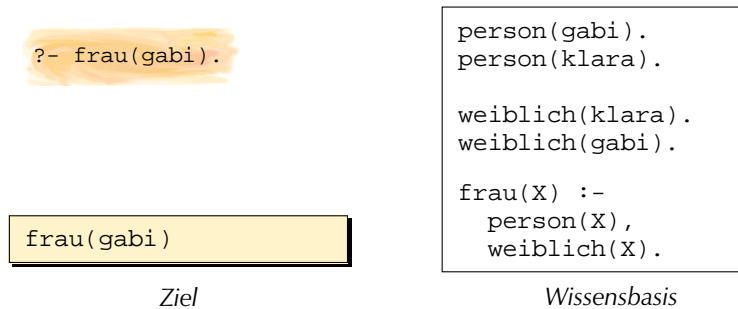 ?- frau(gabi).
frau(gabi)
Ziel
person(gabi).
person(klara).
weiblich(klara).
weiblich(gabi).
frau(X) :-
person(X),
weiblich(X).
Wissensbasis